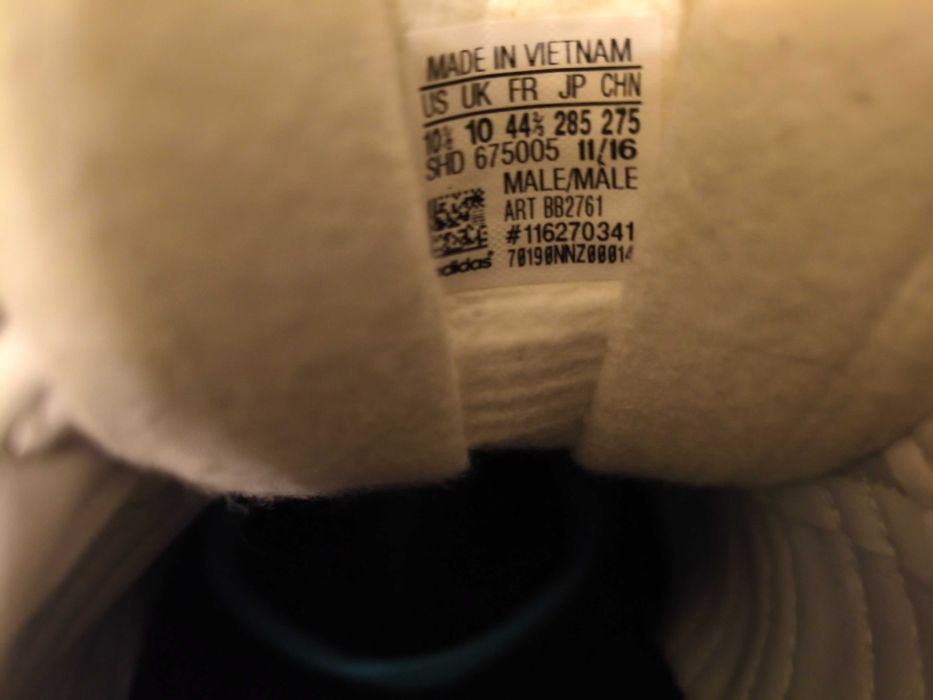 MADE IN VIETNAM
US UK FR JP CHN
10½ 10 44⅔ 285 275
SHD 675005 11/16
MALE/MÂLE
ART BB2761
#116270341
70190NNZ00014
adidas